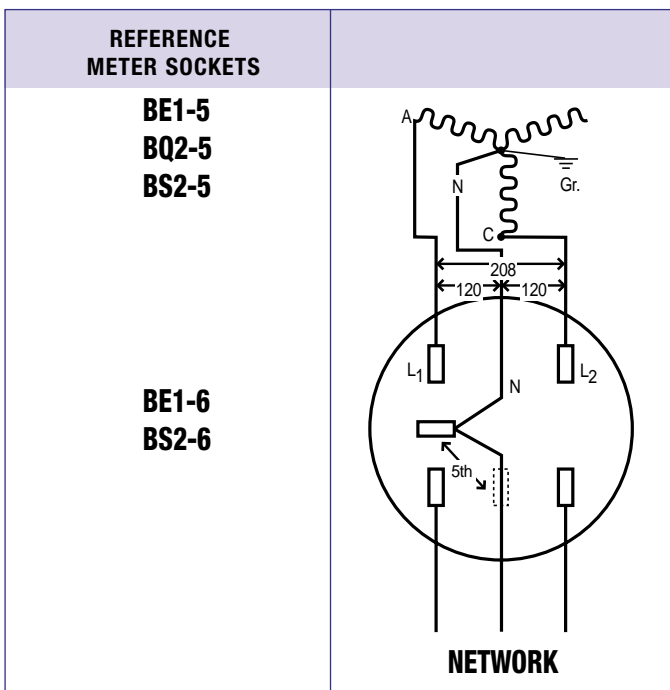 REFERENCE
METER SOCKETS
BE1-5
BQ2-5
BS2-5
BE1-6
BS2-6
A
N
Gr.
C
208
120 120
L1 L2
N
5th
NETWORK